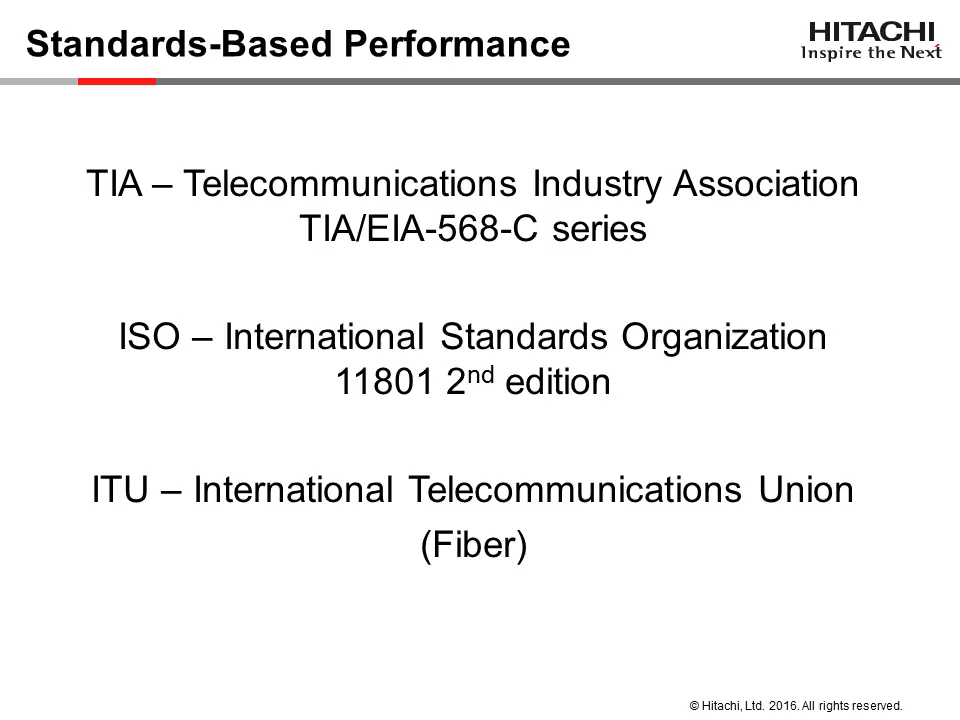 Standards-Based Performance
HITACHI
Inspire the Next
TIA – Telecommunications Industry Association
TIA/EIA-568-C series
ISO – International Standards Organization
11801 2nd edition
ITU – International Telecommunications Union
(Fiber)
© Hitachi, Ltd. 2016. All rights reserved.